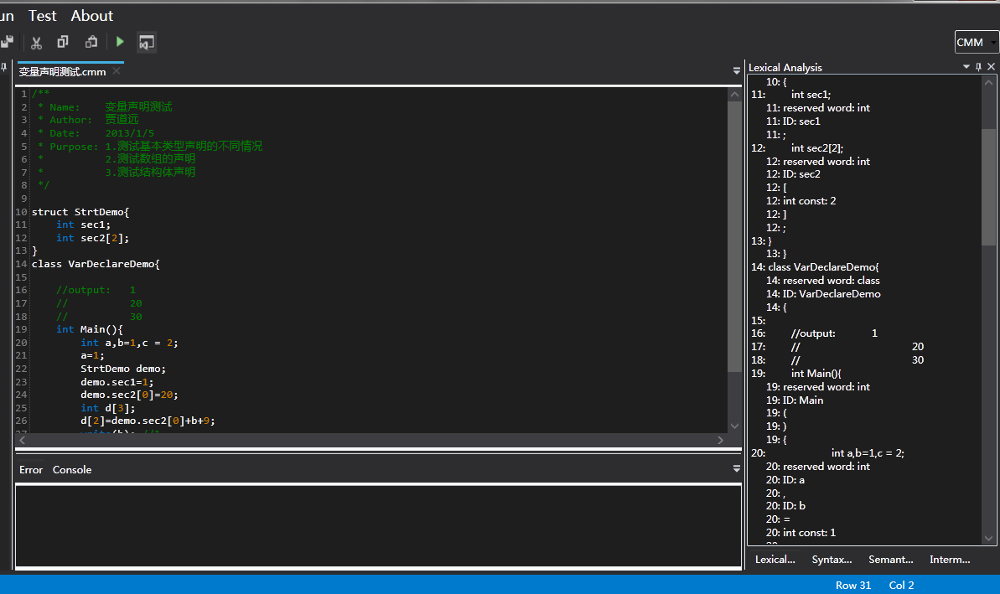 Test About
CMM
变量声明测试.cmm
Lexical Analysis
1 /**
2 * Name: 变量声明测试
3 * Author: 贾道远
4 * Date: 2013/1/5
5 * Purpose: 1.测试基本类型声明的不同情况
6 * 2.测试数组的声明
7 * 3.测试结构体声明
8 */
9
10 struct StrtDemo{
11 int sec1;
12 int sec2[2];
13 }
14 class VarDeclareDemo{
15
16 //output: 1
17 // 20
18 // 30
19 int Main(){
20 int a,b=1,c = 2;
21 a=1;
22 StrtDemo demo;
23 demo.sec1=1;
24 demo.sec2[0]=20;
25 int d[3];
26 d[2]=demo.sec2[0]+b+9;
Error Console
10: {
11: int sec1;
11: reserved word: int
11: ID: sec1
11: ;
12: int sec2[2];
12: reserved word: int
12: ID: sec2
12: [
12: int const: 2
12: ]
12: ;
13: }
13: }
14: class VarDeclareDemo{
14: reserved word: class
14: ID: VarDeclareDemo
14: {
15:
16: //output: 1
17: // 20
18: // 30
19: int Main(){
19: reserved word: int
19: ID: Main
19: (
19: )
19: {
20: int a,b=1,c = 2;
20: reserved word: int
20: ID: a
20: ,
20: ID: b
20: =
20: int const: 1
Lexical... Syntax... Semant... Interm...
Row 31 Col 2